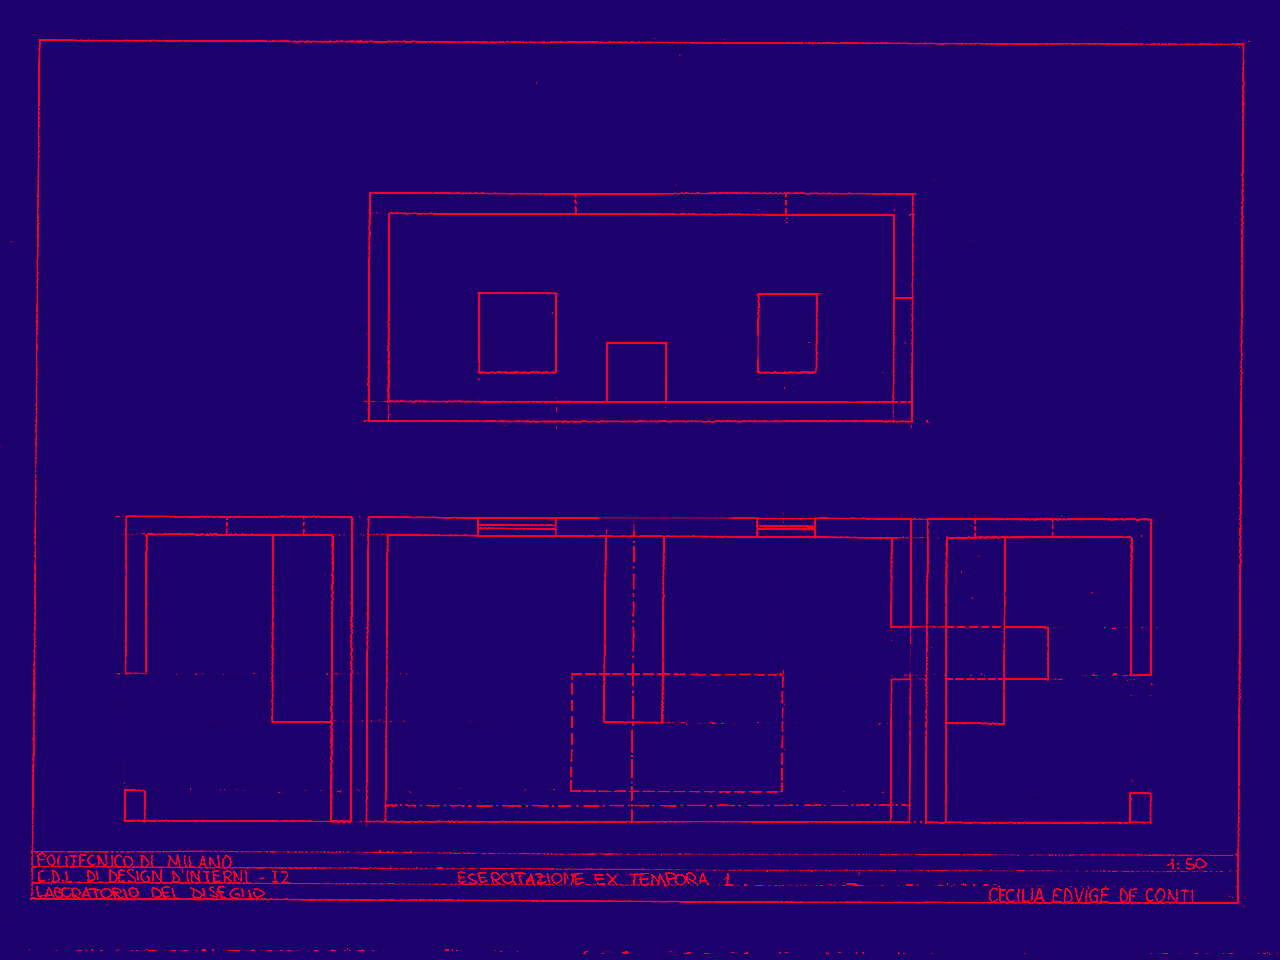 POLITECNICO DI MILANO
1:50
C.D.L DI DESIGN D'INTERNI - I2
ESERCITAZIONE EX TEMPORA 1
LABORATORIO DEL DISEGNO
CECILIA EDVIGE DE CONTI